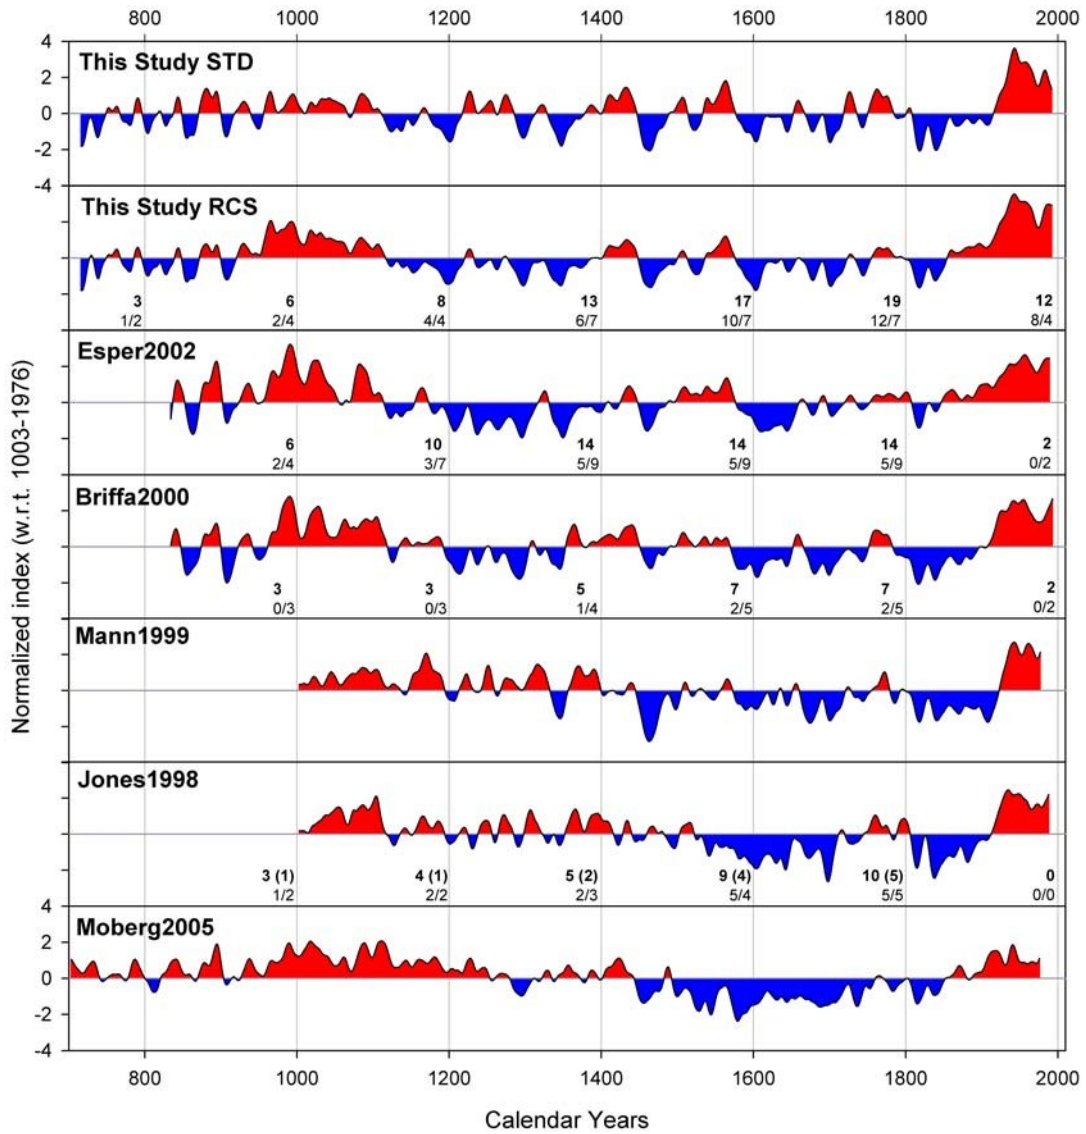 800 1000 1200 1400 1600 1800 2000
4
This Study STD
2
0
-2
-4
This Study RCS
3 6 8 13 17 19 12
1/2 2/4 4/4 6/7 10/7 12/7 8/4
Esper2002
6 10 14 14 14 2
2/4 3/7 5/9 5/9 5/9 0/2
Briffa2000
3 3 5 7 7 2
0/3 0/3 1/4 2/5 2/5 0/2
Mann1999
Jones1998
3 (1) 4 (1) 5 (2) 9 (4) 10 (5) 0
1/2 2/2 2/3 5/4 5/5 0/0
4
Moberg2005
2
0
-2
-4
800 1000 1200 1400 1600 1800 2000
Calendar Years
Normalized index (w.r.t. 1003-1976)